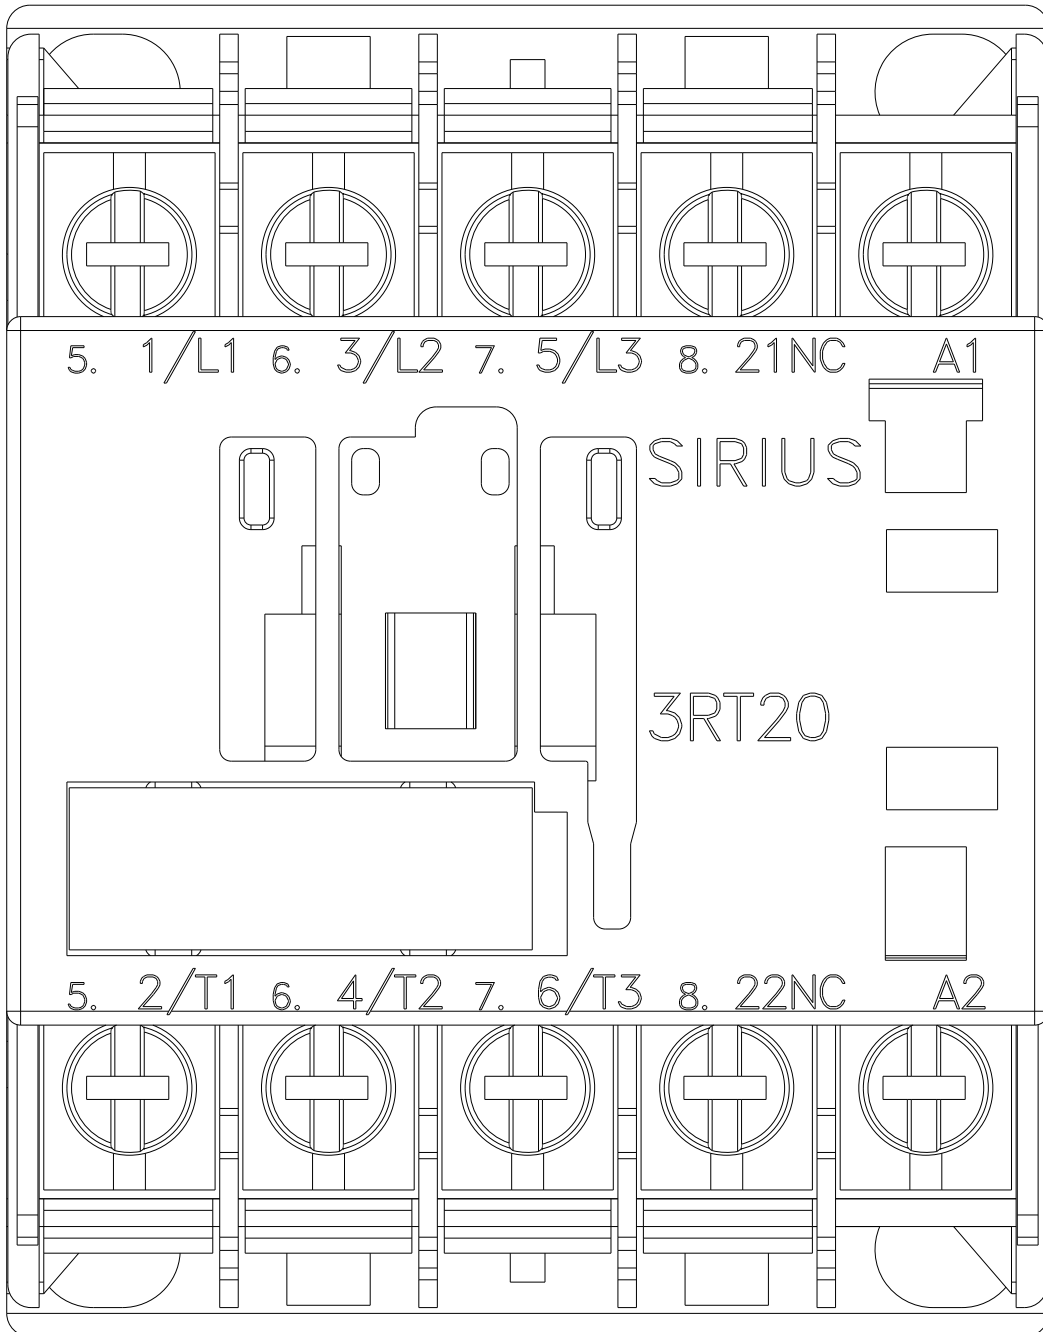 5. 1/L1 6. 3/L2 7. 5/L3 8. 21NC A1
SIRIUS
3RT20
5. 2/T1 6. 4/T2 7. 6/T3 8. 22NC A2